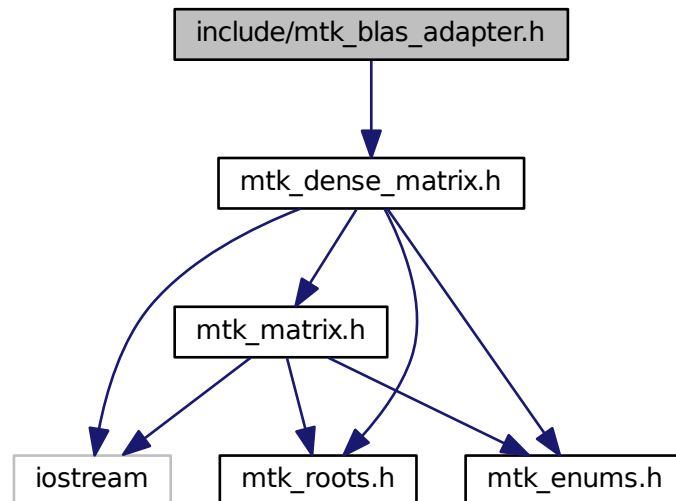 include/mtk_blas_adapter.h
mtk_dense_matrix.h
mtk_matrix.h
iostream
mtk_roots.h
mtk_enums.h